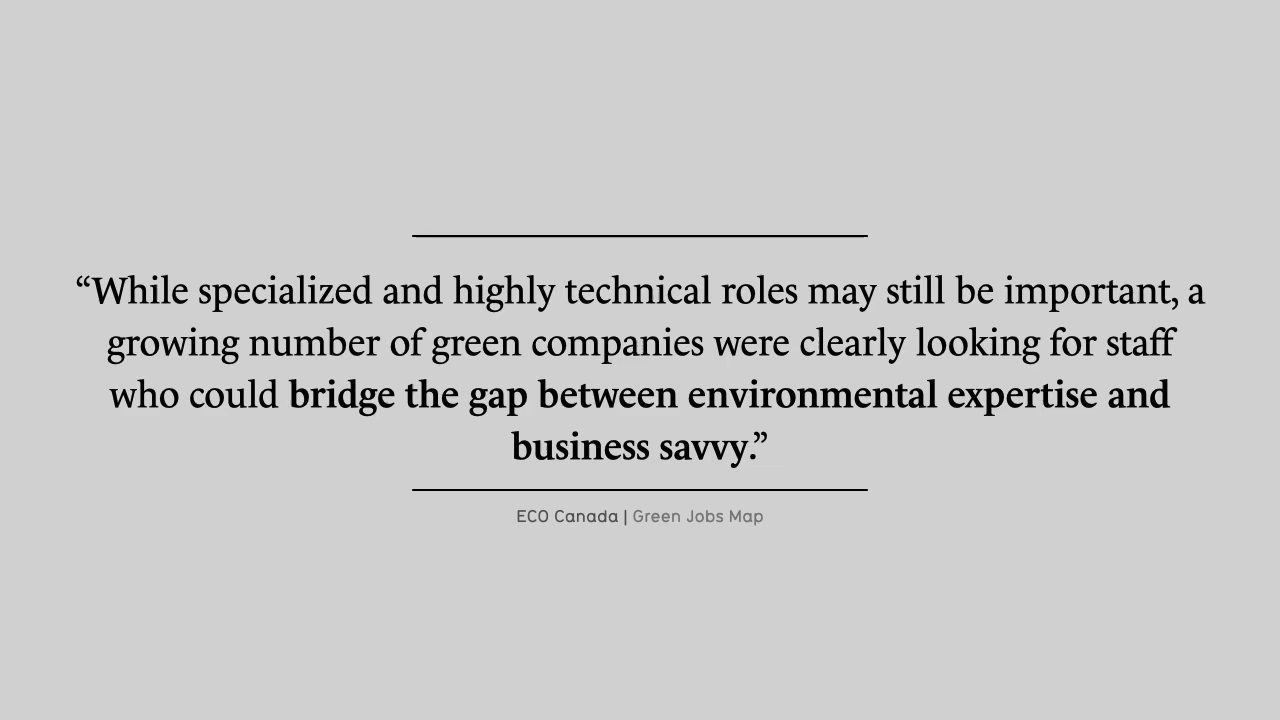 “While specialized and highly technical roles may still be important, a
growing number of green companies were clearly looking for staff
who could bridge the gap between environmental expertise and
business savvy.”
ECO Canada | Green Jobs Map